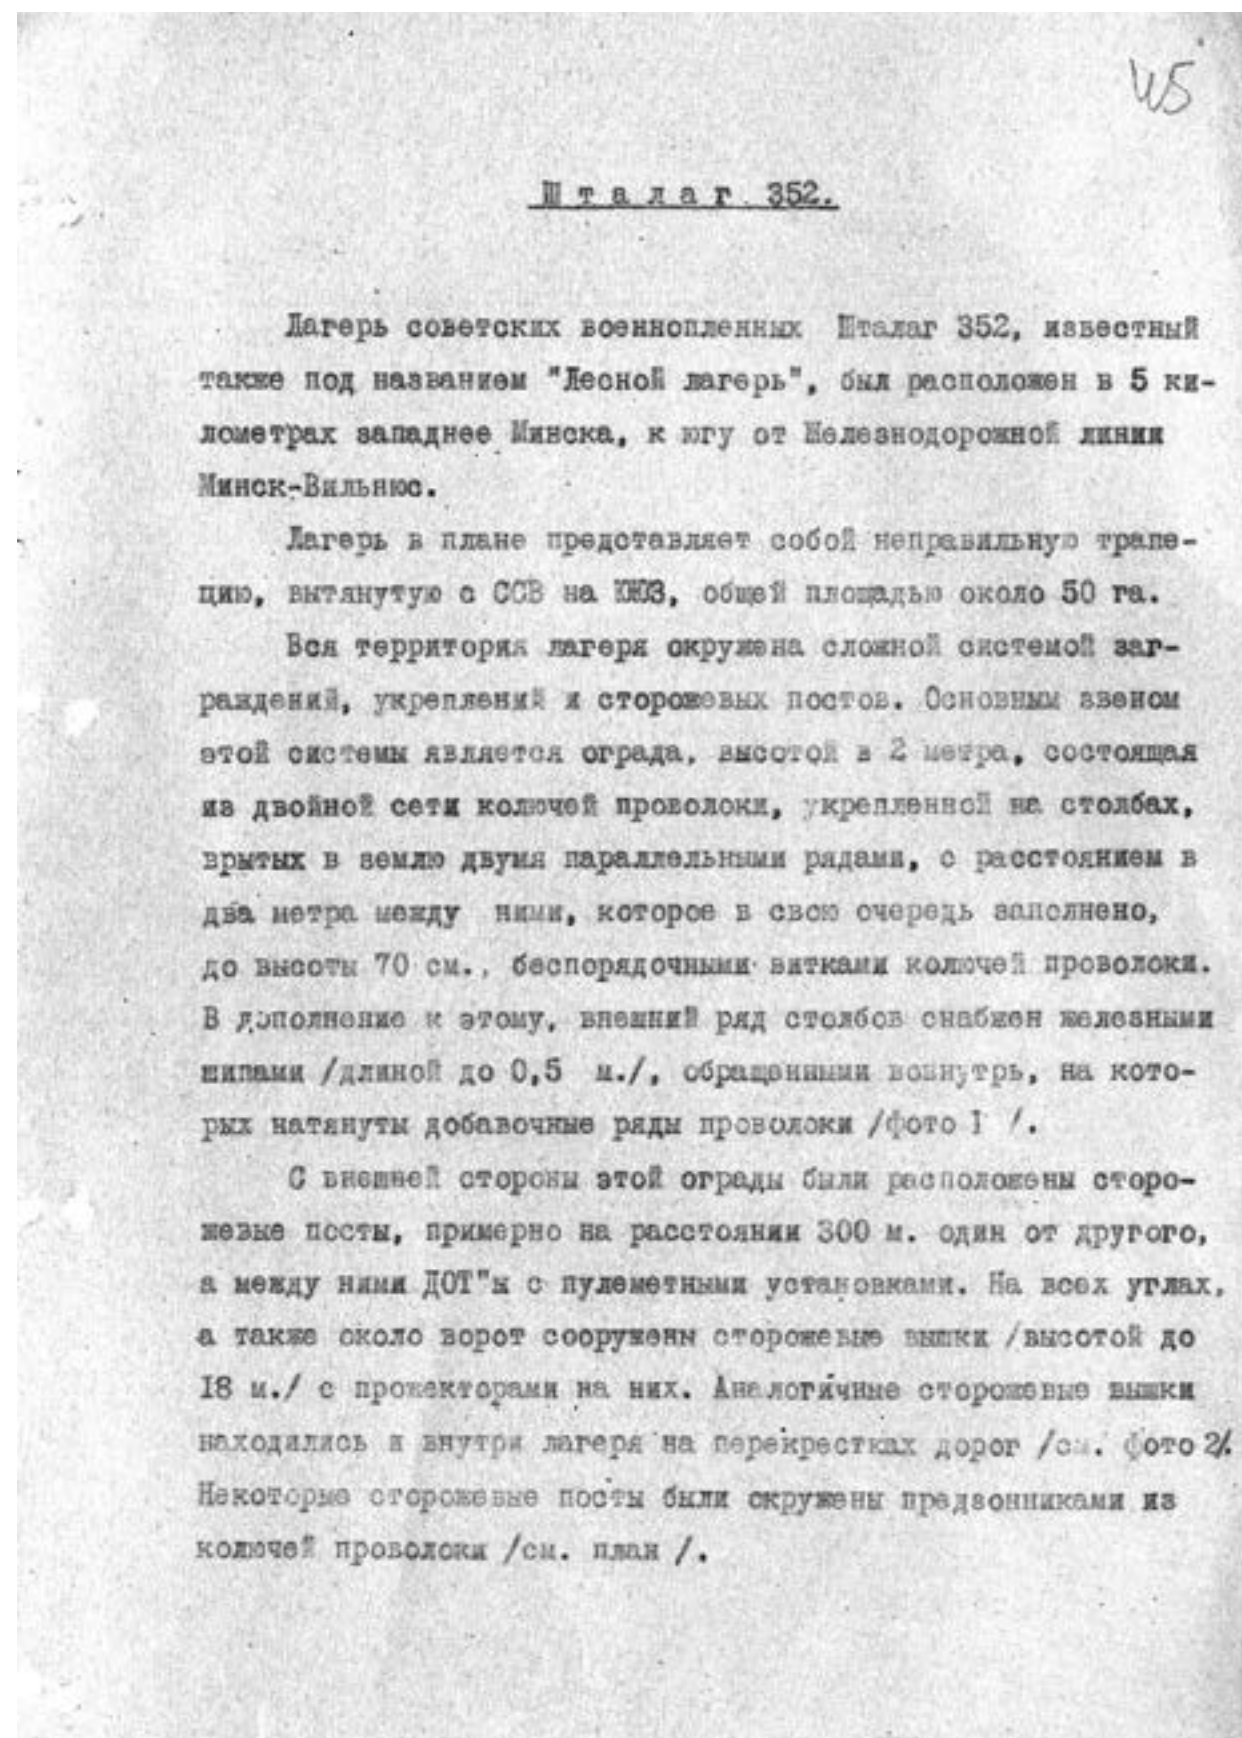 Шталаг 352.
Лагерь советских военнопленных Шталаг 352, известный
также под названием "Лесной лагерь", был расположен в 5 ки-
лометрах западнее Минска, к югу от Железнодорожной линии
Минск-Вильнюс.
Лагерь в плане представляет собой неправильную трапе-
цию, вытянутую с ССВ на ЮЮЗ, общей площадью около 50 га.
Вся территория лагеря окружена сложной системой заг-
раждений, укреплений и сторожевых постов. Основным звеном
этой системы является ограда, высотой в 2 метра, состоящая
из двойной сети колючей проволоки, укрепленной на столбах,
врытых в землю двумя параллельными рядами, с расстоянием в
два метра между ними, которое в свою очередь заполнено,
до высоты 70 см., беспорядочными витками колючей проволоки.
В дополнение к этому, внешний ряд столбов снабжен железными
шипами /длиной до 0,5 м./, обращенными вовнутрь, на кото-
рых натянуты добавочные ряды проволоки /фото I /.
С внешней стороны этой ограды были расположены сторо-
жевые посты, примерно на расстоянии 300 м. один от другого,
а между ними ДОТ"ы с пулеметными установками. На всех углах,
а также около ворот сооружены сторожевые вышки /высотой до
I8 м./ с прожекторами на них. Аналогичные сторожевые вышки
находились и внутри лагеря на перекрестках дорог /см. фото 2/.
Некоторые сторожевые посты были окружены предзонниками из
колючей проволоки /см. план /.